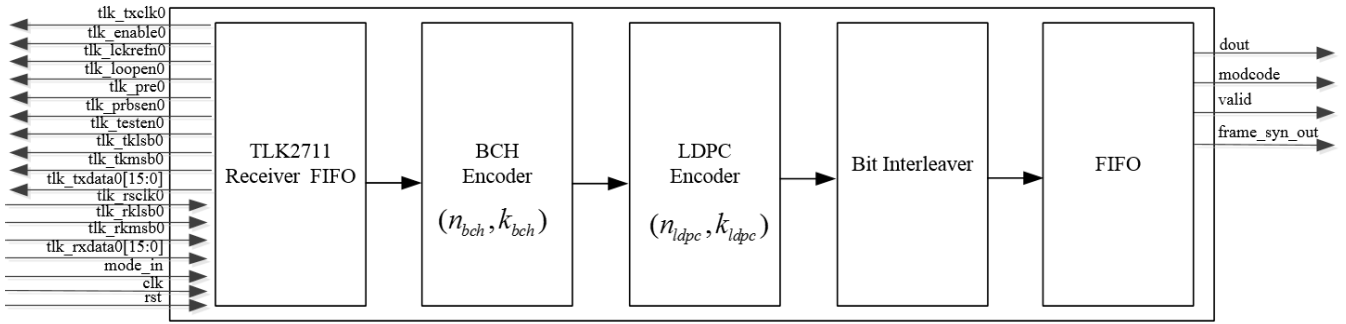 tlk_txclk0
tlk_enable0
tlk_lckrefn0
tlk_loopen0
tlk_pre0
tlk_prbsen0
tlk_testen0
tlk_tklsb0
tlk_tkmsb0
tlk_txdata0[15:0]
tlk_rsclk0
tlk_rklsb0
tlk_rkmsb0
tlk_rxdata0[15:0]
mode_in
clk
rst
TLK2711
Receiver FIFO
BCH
Encoder
(n_bch, k_bch)
LDPC
Encoder
(n_ldpc, k_ldpc)
Bit Interleaver
FIFO
dout
modcode
valid
frame_syn_out